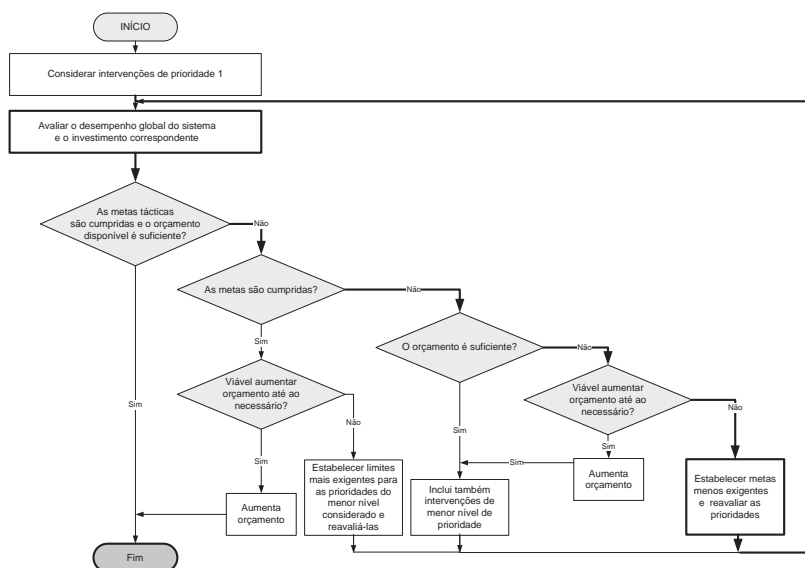 INÍCIO
Considerar intervenções de prioridade 1
Avaliar o desempenho global do sistema
e o investimento correspondente
As metas tácticas
são cumpridas e o orçamento
disponível é suficiente?
Não
As metas são cumpridas?
Não
O orçamento é suficiente?
Não
Sim
Viável aumentar
orçamento até ao
necessário?
Viável aumentar
orçamento até ao
necessário?
Sim
Não
Não
Sim
Sim
Sim
Sim
Aumenta
orçamento
Estabelecer limites
mais exigentes para
as prioridades do
menor nível
considerado e
reavaliá-las
Inclui também
intervenções de
menor nível de
prioridade
Aumenta
orçamento
Estabelecer metas
menos exigentes
e reavaliar as
prioridades
Fim